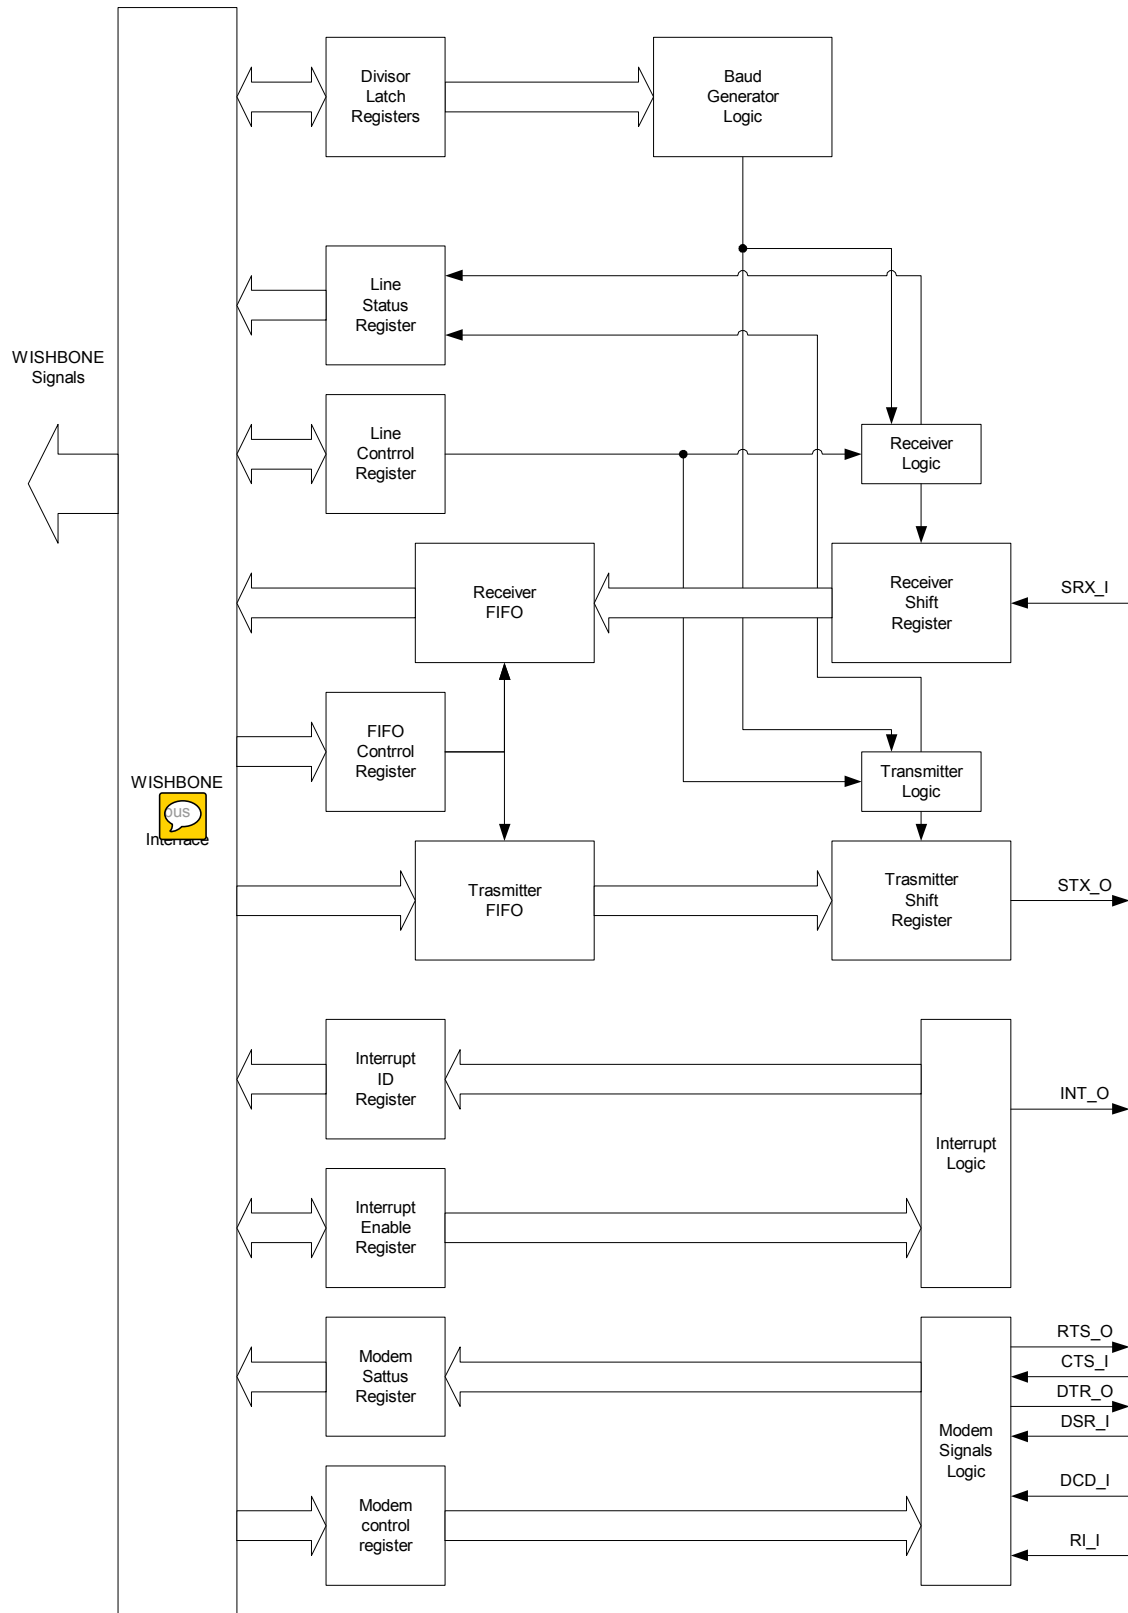 Divisor
Latch
Registers
Baud
Generator
Logic
Line
Status
Register
WISHBONE
Signals
Line
Contrrol
Register
Receiver
Logic
Receiver
FIFO
Receiver
Shift
Register
SRX_I
FIFO
Contrrol
Register
WISHBONE
bus
Interface
Transmitter
Logic
Trasmitter
FIFO
Trasmitter
Shift
Register
STX_O
Interrupt
ID
Register
INT_O
Interrupt
Logic
Interrupt
Enable
Register
Modem
Sattus
Register
RTS_O
CTS_I
DTR_O
DSR_I
Modem
Signals
Logic
DCD_I
Modem
control
register
RI_I